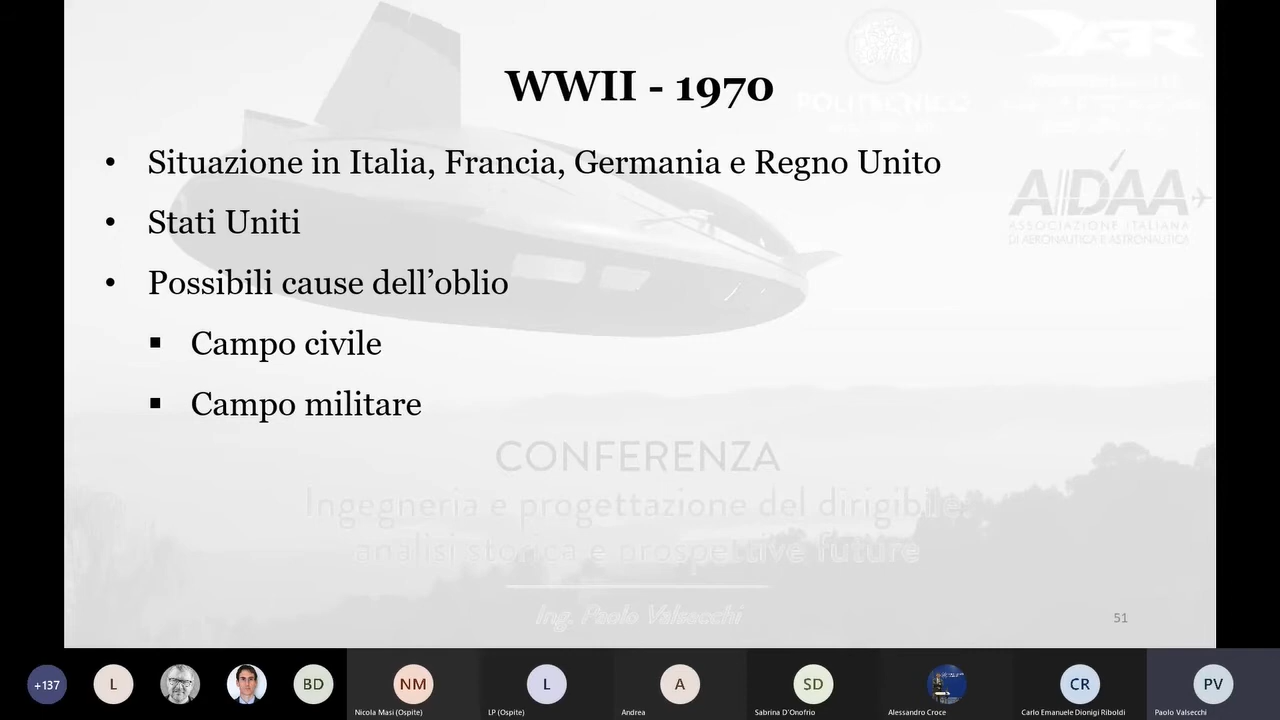 WWII - 1970
• Situazione in Italia, Francia, Germania e Regno Unito
• Stati Uniti
• Possibili cause dell’oblio
▪ Campo civile
▪ Campo militare
POLITECNICO
AIDAA
ASSOCIAZIONE ITALIANA
DI AERONAUTICA E ASTRONAUTICA
CONFERENZA
Ingegneria e progettazione del dirigibile:
analisi storica e prospettive future
Ing. Paolo Valsecchi
51
+137
L
BD
NM
L
A
SD
CR
PV
Nicola Masi (Ospite)
LP (Ospite)
Andrea
Sabrina D'Onofrio
Alessandro Croce
Carlo Emanuele Dionigi Riboldi
Paolo Valsecchi